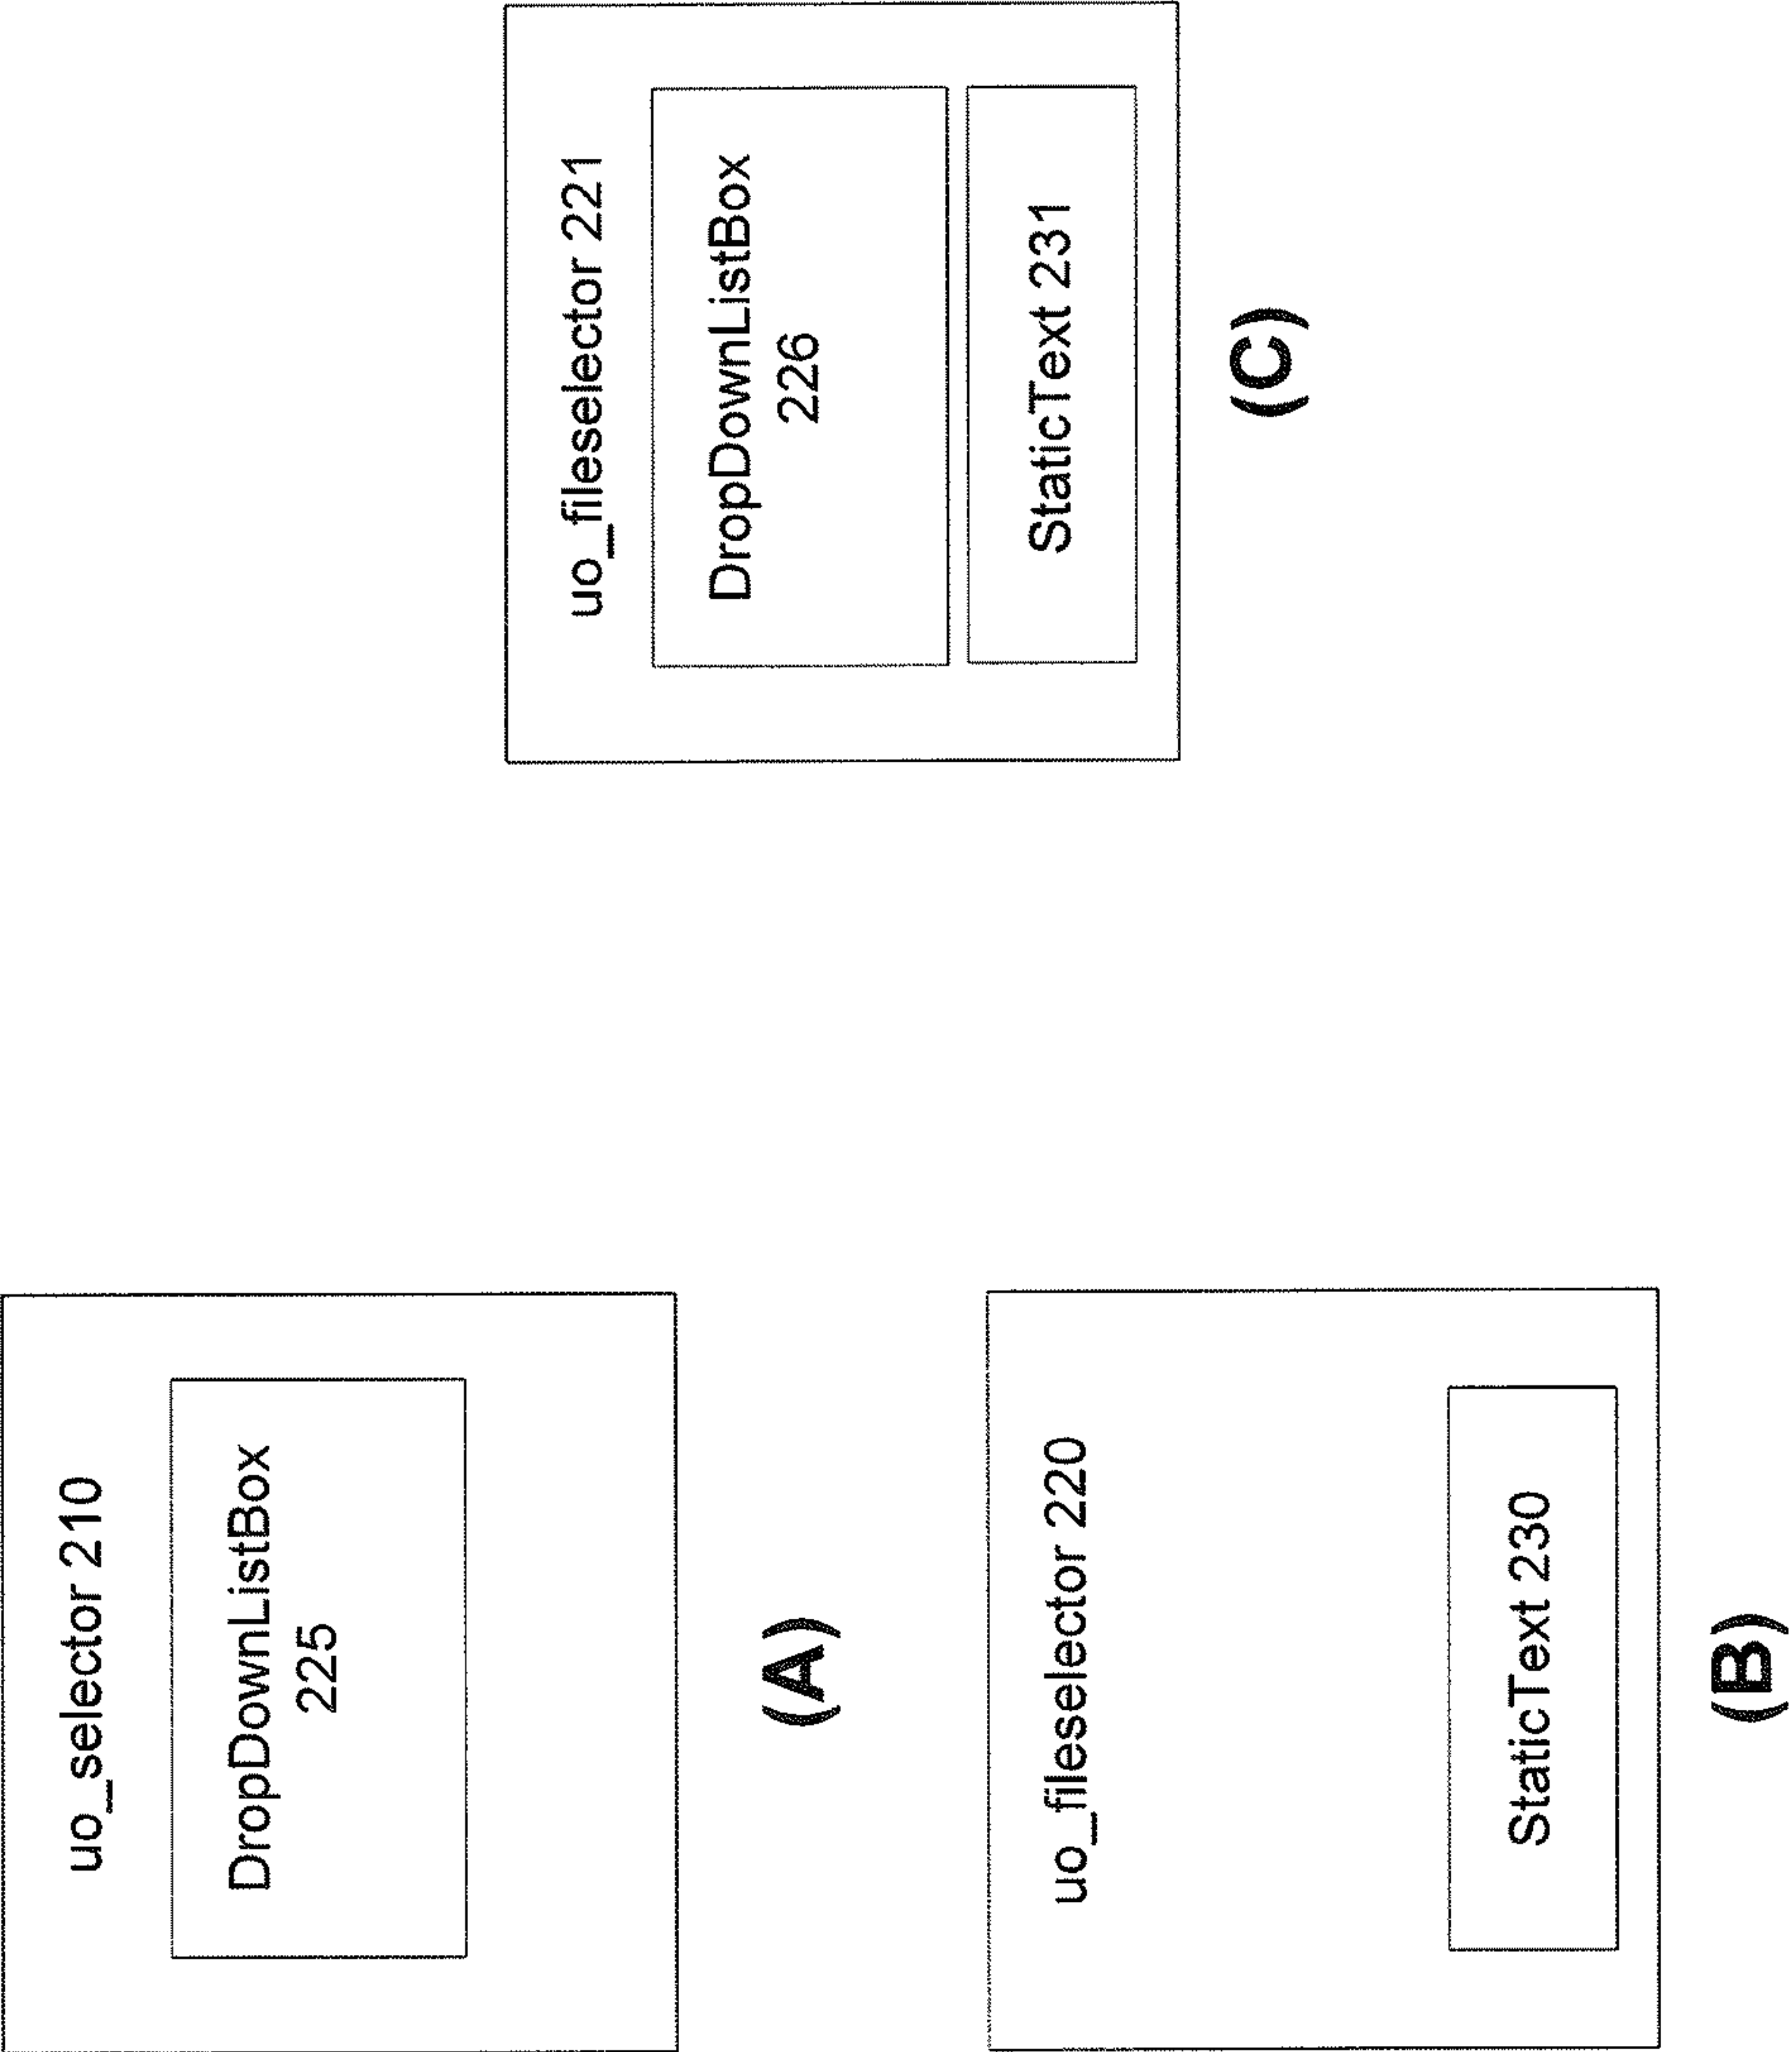 uo_selector 210
DropDownListBox
225
(A)
uo_fileselector 220
StaticText 230
(B)
uo_fileselector 221
DropDownListBox
226
StaticText 231
(C)